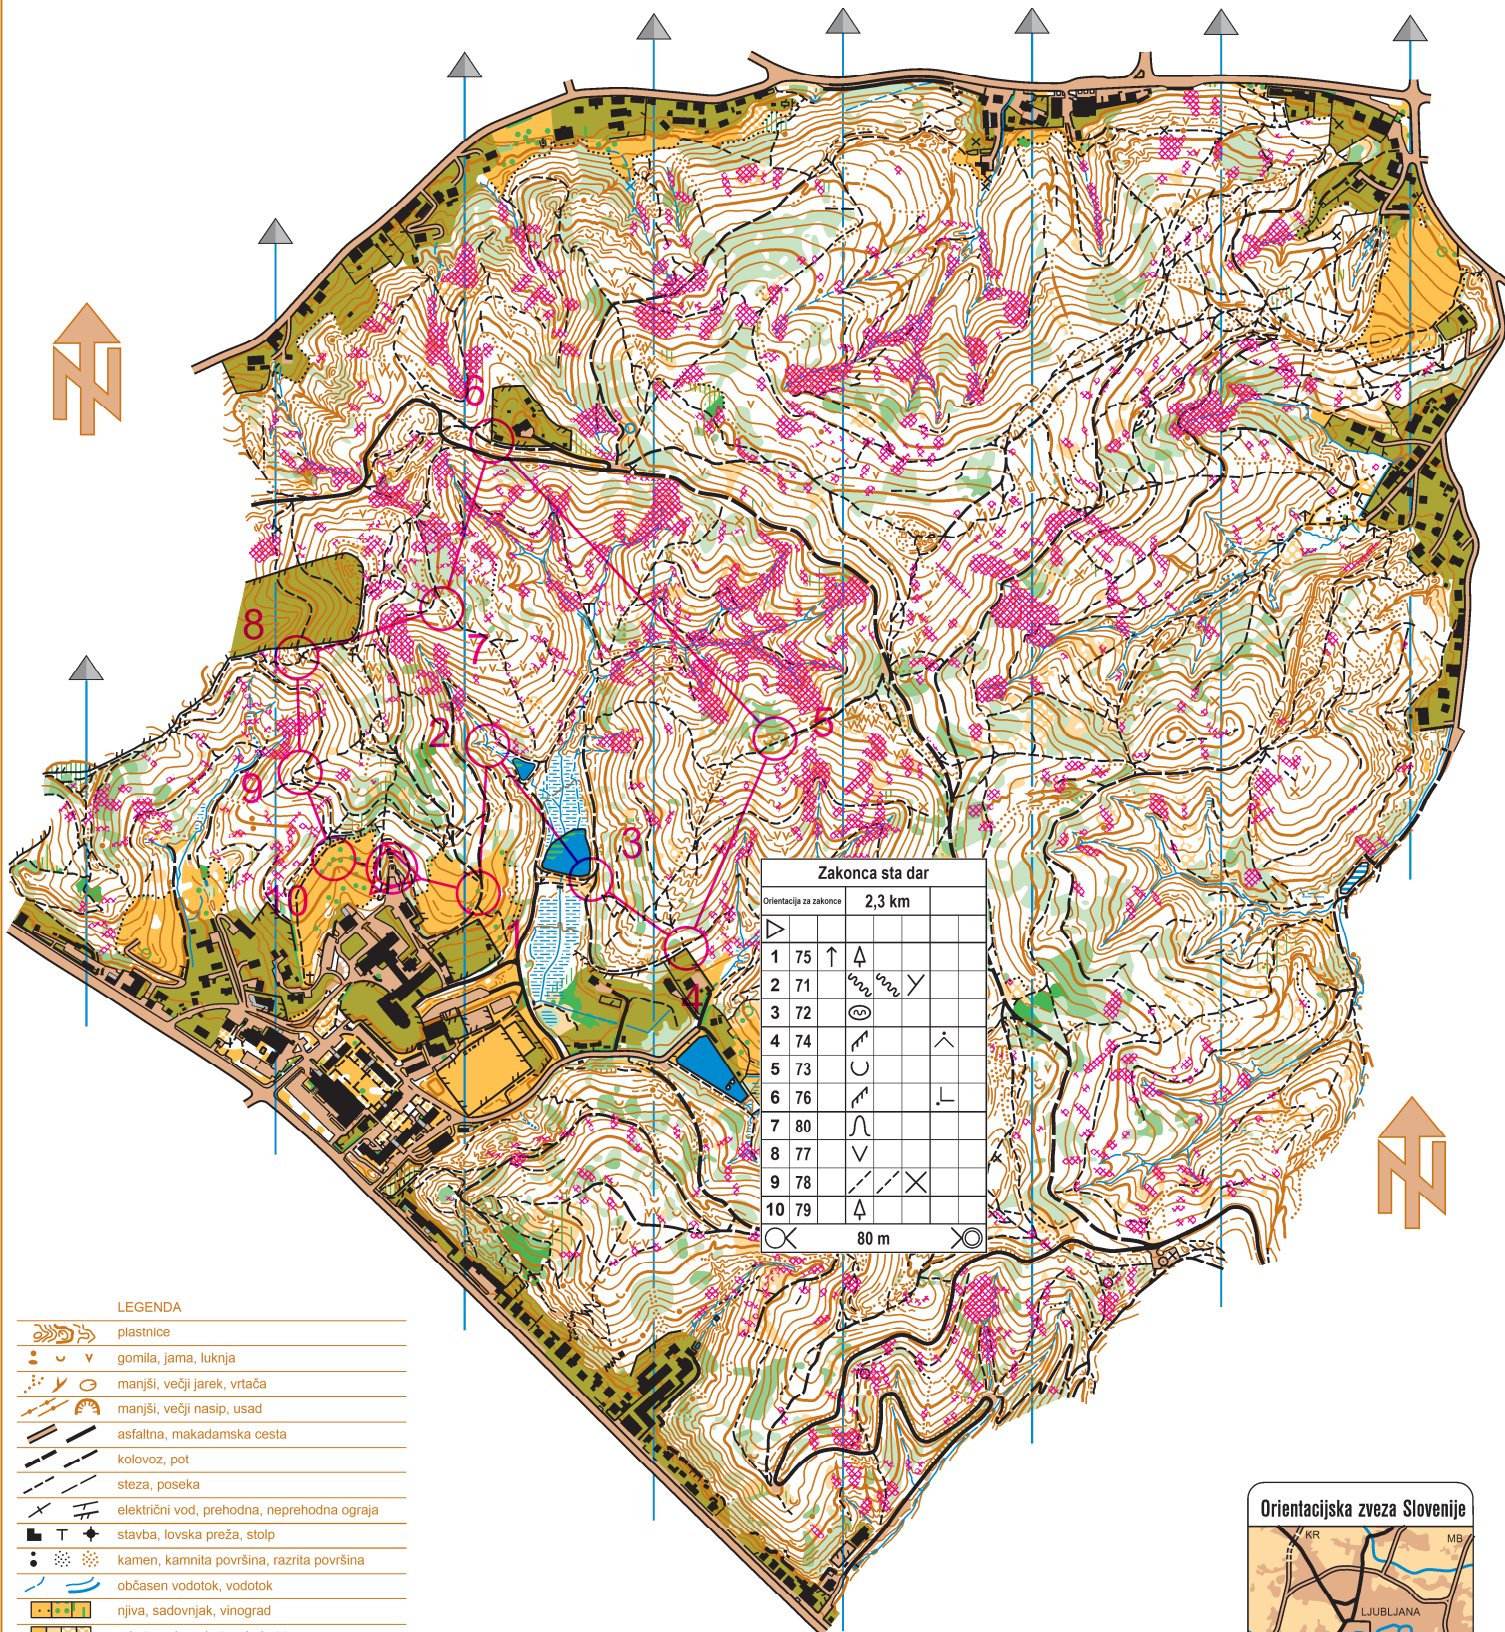 6
8
7
2
5
9
3
10
1
4
Zakonca sta dar
Orientacija za zakonce 2,3 km
1 75
2 71
3 72
4 74
5 73
6 76
7 80
8 77
9 78
10 79
80 m
LEGENDA
plastnice
gomila, jama, luknja
manjši, večji jarek, vrtača
manjši, večji nasip, usad
asfaltna, makadamska cesta
kolovoz, pot
steza, poseka
električni vod, prehodna, neprehodna ograja
stavba, lovska preža, stolp
kamen, kamnita površina, razrita površina
občasen vodotok, vodotok
njiva, sadovnjak, vinograd
Orientacijska zveza Slovenije
KR
MB
LJUBLJANA